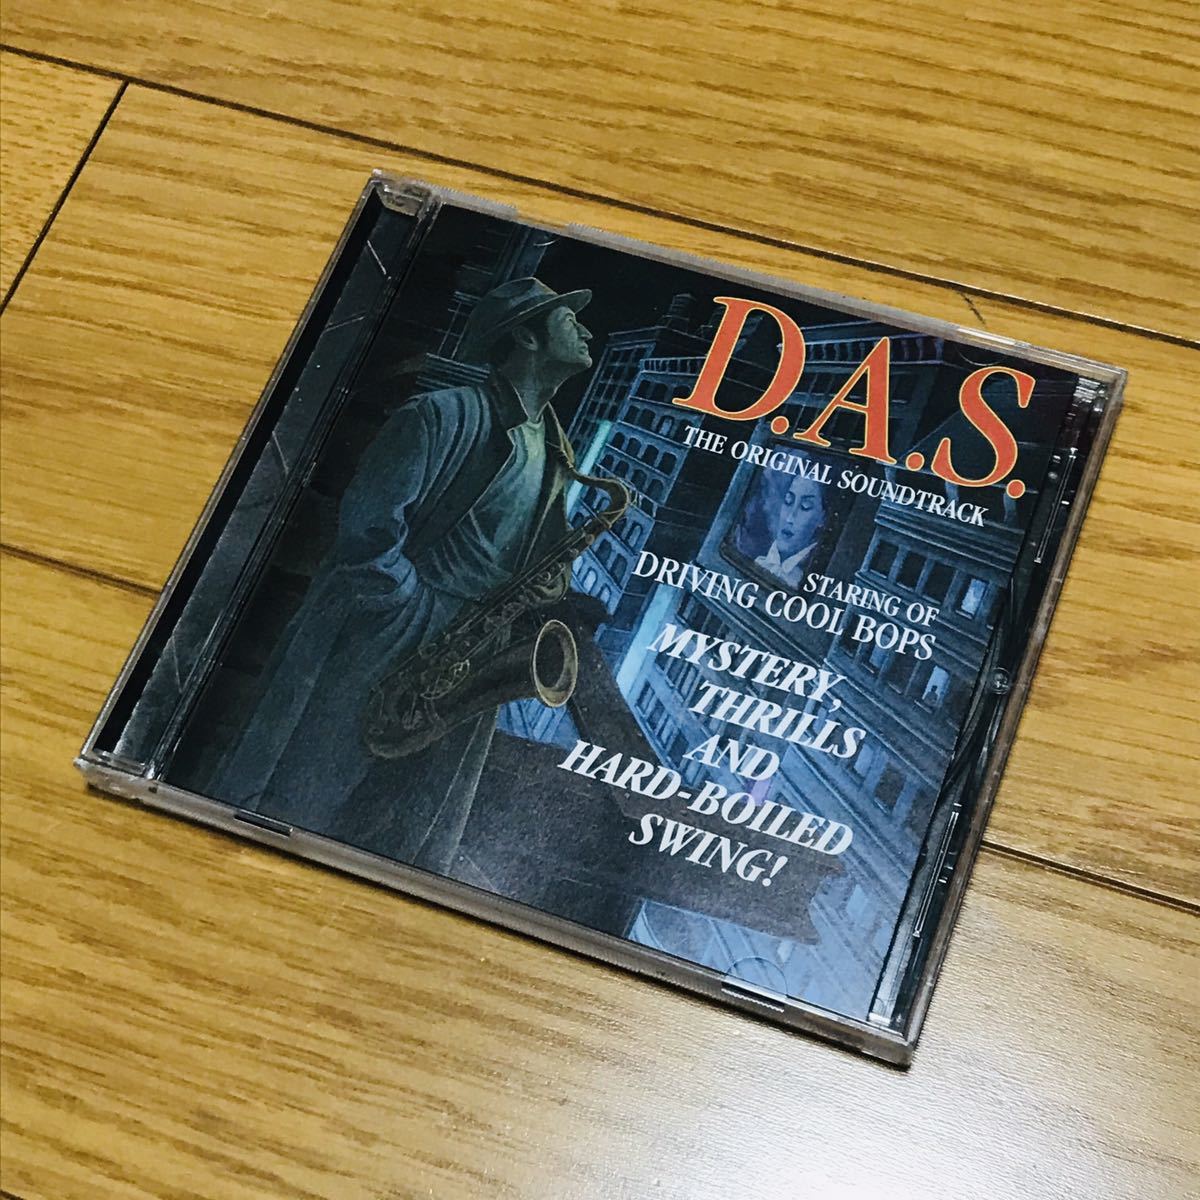 D.A.S.
THE ORIGINAL SOUNDTRACK
STARING OF
DRIVING COOL BOPS
MYSTERY,
THRILLS
AND
HARD-BOILED
SWING!